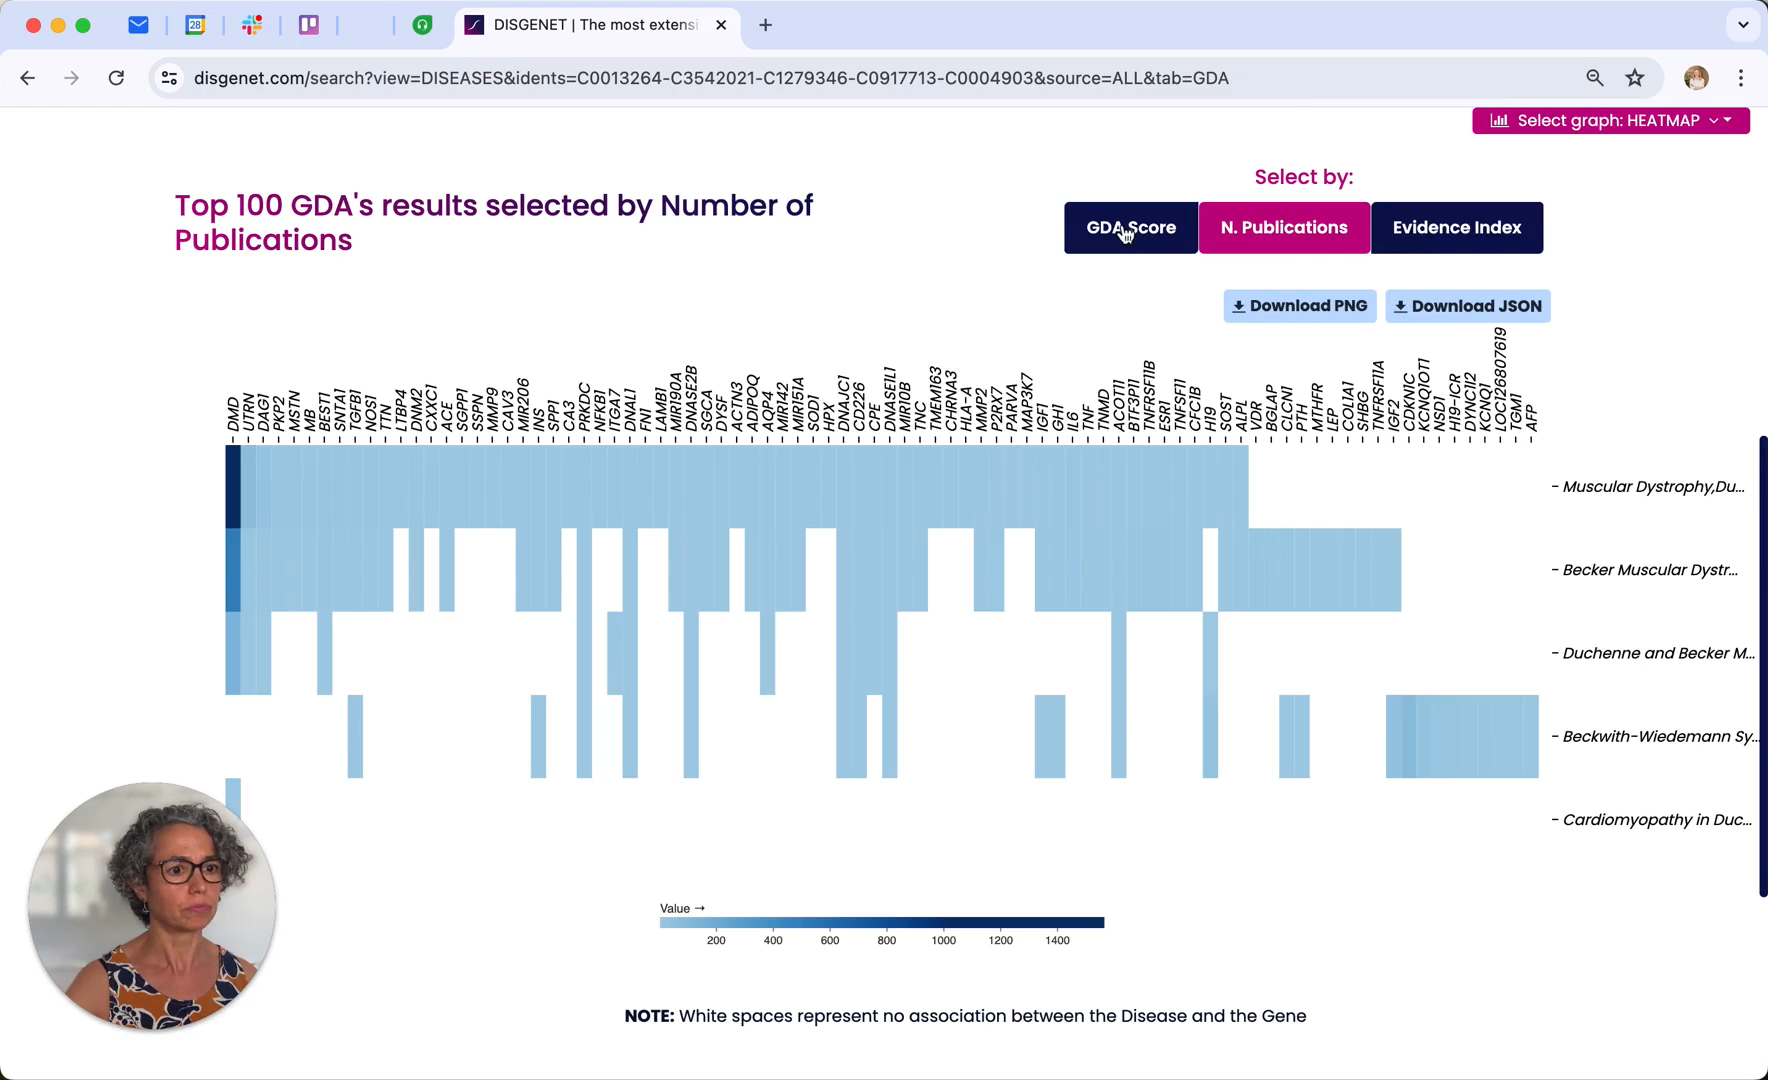 28
DISGENET | The most extensi
disgenet.com/search?view=DISEASES&idents=C0013264-C3542021-C1279346-C0917713-C0004903&source=ALL&tab=GDA
Select graph: HEATMAP
Select by:
Top 100 GDA's results selected by Number of
Publications
GDA Score
N. Publications
Evidence Index
Download PNG
Download JSON
DMD
UTRN
DAG1
PKP2
MSTN
MB
BEST1
SNTA1
TGFB1
NOS1
TTN
LTBP4
DNM2
CXXC1
ACE
SGPP1
SSPN
MMP9
CAV3
MIR206
INS
SPP1
CA3
PRKDC
NFKB1
ITGA7
DNAL1
FN1
LAMB1
MIR190A
DNASE2B
SGCA
DYSF
ACTN3
ADIPOQ
AQP4
MIR142
MIR151A
SOD1
HPX
DNAJC1
CD226
CPE
DNASE1L1
MIR10B
TNC
TMEM163
CHRNA3
HLA-A
MMP2
P2RX7
PARVA
MAP3K7
IGF1
GH1
IL6
TNF
TNMD
ACOT11
BTF3P11
TNFRSF11B
ESR1
TNFSF11
CFC1B
H19
SOST
ALPL
VDR
BGLAP
CLCN1
PTH
MTHFR
LEP
COL1A1
SHBG
TNFRSF11A
IGF2
CDKN1C
KCNQ1OT1
NSD1
H19-ICR
DYNC1I2
KCNQ1
LOC126807619
TGM1
AFP
- Muscular Dystrophy,Du...
- Becker Muscular Dystr...
- Duchenne and Becker M...
- Beckwith-Wiedemann Sy...
- Cardiomyopathy in Duc...
Value →
200 400 600 800 1000 1200 1400
NOTE: White spaces represent no association between the Disease and the Gene